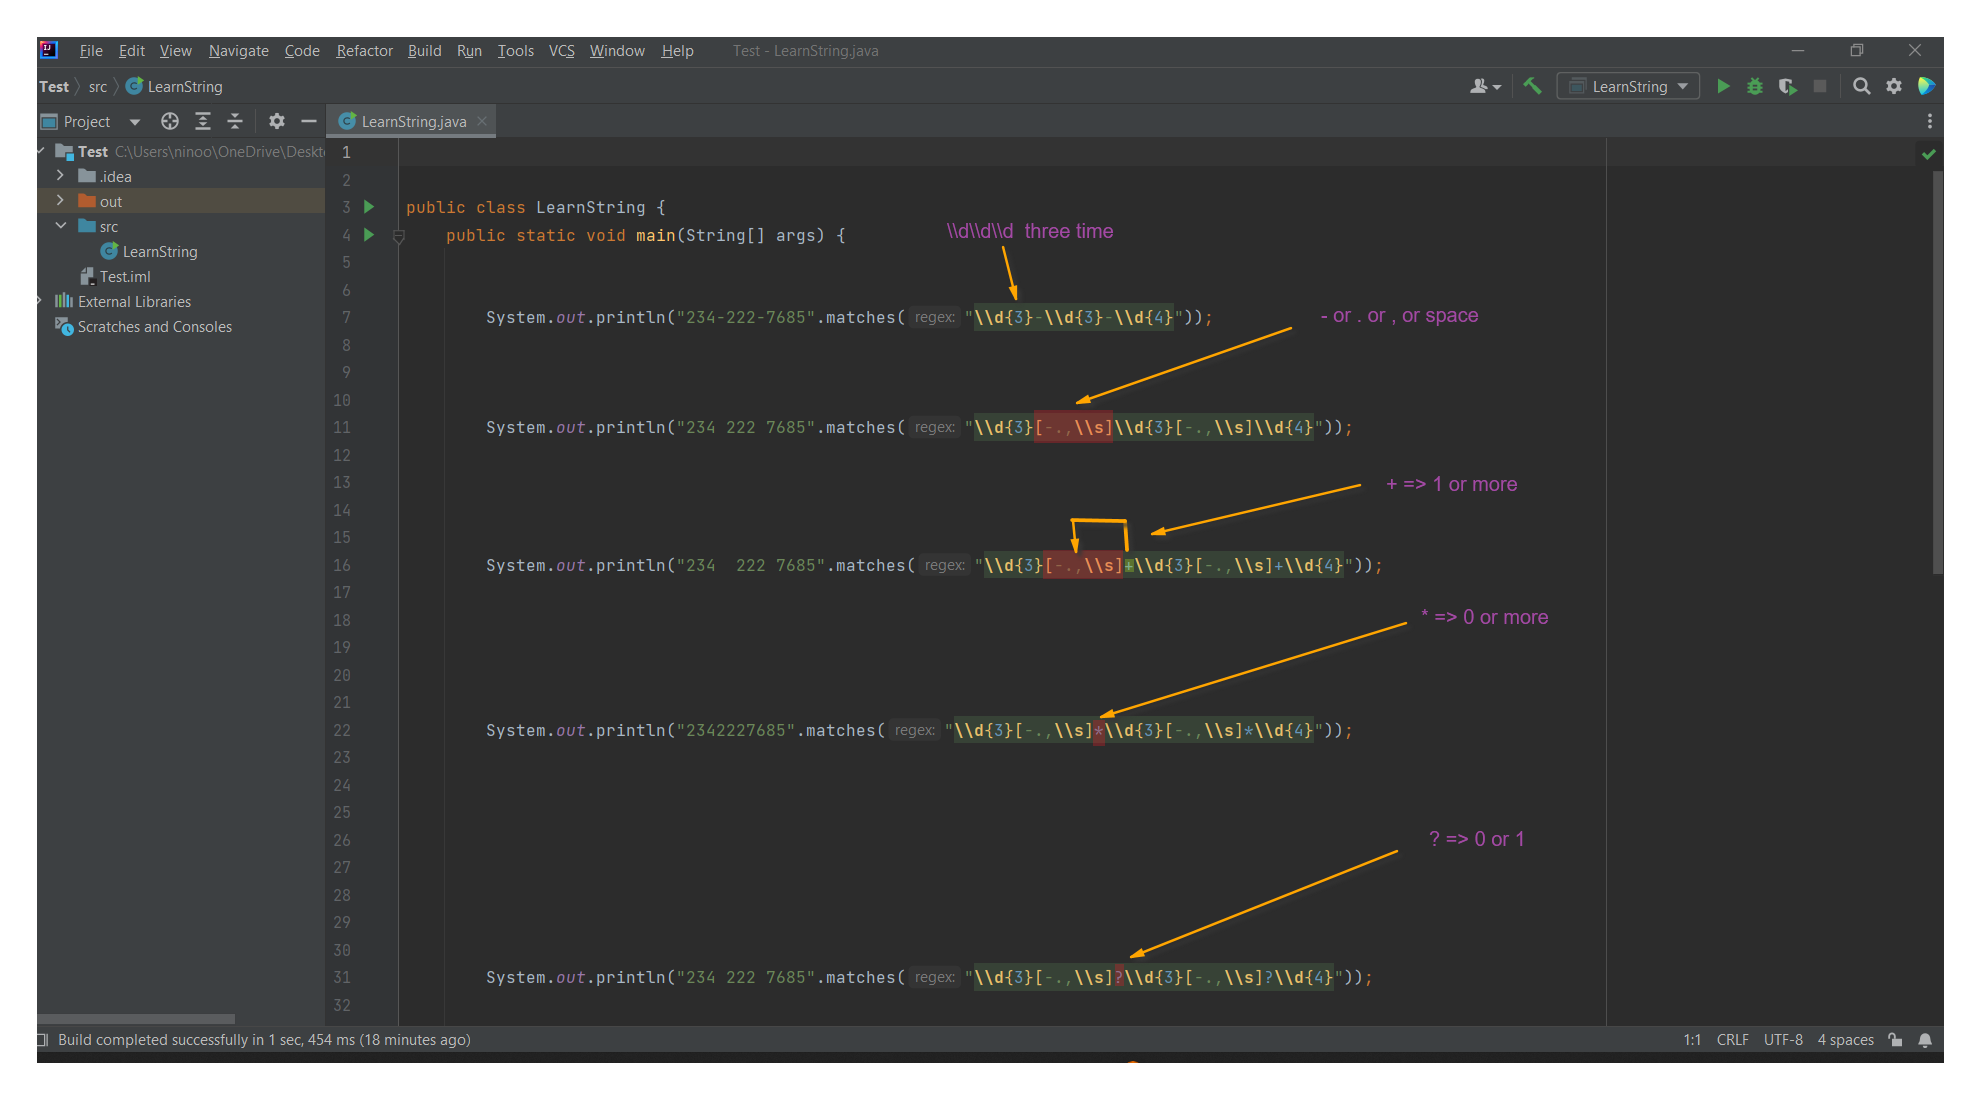 File Edit View Navigate Code Refactor Build Run Tools VCS Window Help Test - LearnString.java
Test src LearnString LearnString
Project LearnString.java
Test C:\Users\ninoo\OneDrive\Deskt
.idea
out
src
LearnString
Test.iml
External Libraries
Scratches and Consoles
1
2
3 public class LearnString {
4 public static void main(String[] args) { \\d\\d\\d three time
5
6
7 System.out.println("234-222-7685".matches( regex: "\\d{3}-\\d{3}-\\d{4}")); - or . or , or space
8
9
10
11 System.out.println("234 222 7685".matches( regex: "\\d{3}[-.,\\s]\\d{3}[-.,\\s]\\d{4}"));
12
13 + => 1 or more
14
15
16 System.out.println("234  222 7685".matches( regex: "\\d{3}[-.,\\s]+\\d{3}[-.,\\s]+\\d{4}"));
17
18 * => 0 or more
19
20
21
22 System.out.println("2342227685".matches( regex: "\\d{3}[-.,\\s]*\\d{3}[-.,\\s]*\\d{4}"));
23
24
25
26 ? => 0 or 1
27
28
29
30
31 System.out.println("234 222 7685".matches( regex: "\\d{3}[-.,\\s]?\\d{3}[-.,\\s]?\\d{4}"));
32
Build completed successfully in 1 sec, 454 ms (18 minutes ago) 1:1 CRLF UTF-8 4 spaces